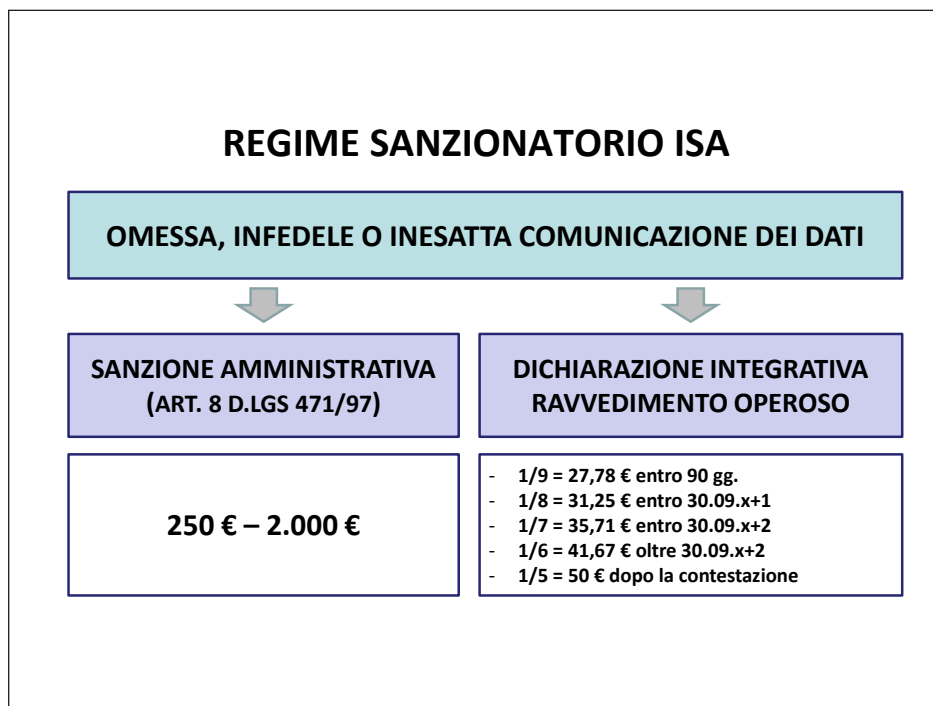 REGIME SANZIONATORIO ISA
OMESSA, INFEDELE O INESATTA COMUNICAZIONE DEI DATI
SANZIONE AMMINISTRATIVA
(ART. 8 D.LGS 471/97)
250 € – 2.000 €
DICHIARAZIONE INTEGRATIVA
RAVVEDIMENTO OPEROSO
- 1/9 = 27,78 € entro 90 gg.
- 1/8 = 31,25 € entro 30.09.x+1
- 1/7 = 35,71 € entro 30.09.x+2
- 1/6 = 41,67 € oltre 30.09.x+2
- 1/5 = 50 € dopo la contestazione